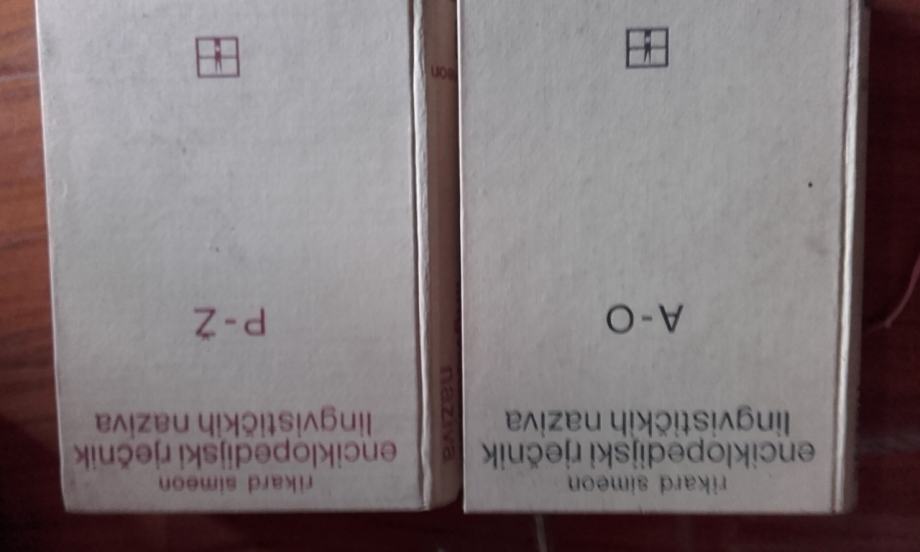 rikard simeon
enciklopedijski rječnik
lingvističkih naziva
A-O
rikard simeon
enciklopedijski rječnik
lingvističkih naziva
P-Ž
naziva